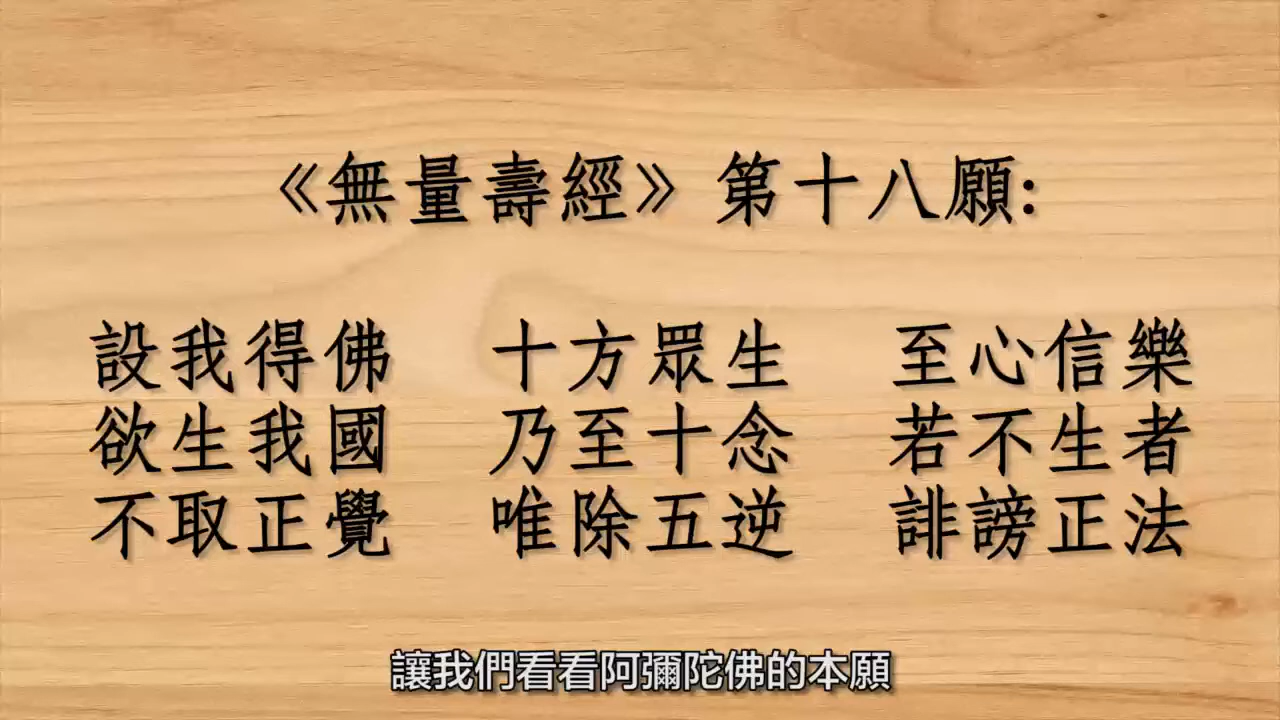 《無量壽經》第十八願:
設我得佛 十方眾生 至心信樂
欲生我國 乃至十念 若不生者
不取正覺 唯除五逆 誹謗正法
讓我們看看阿彌陀佛的本願